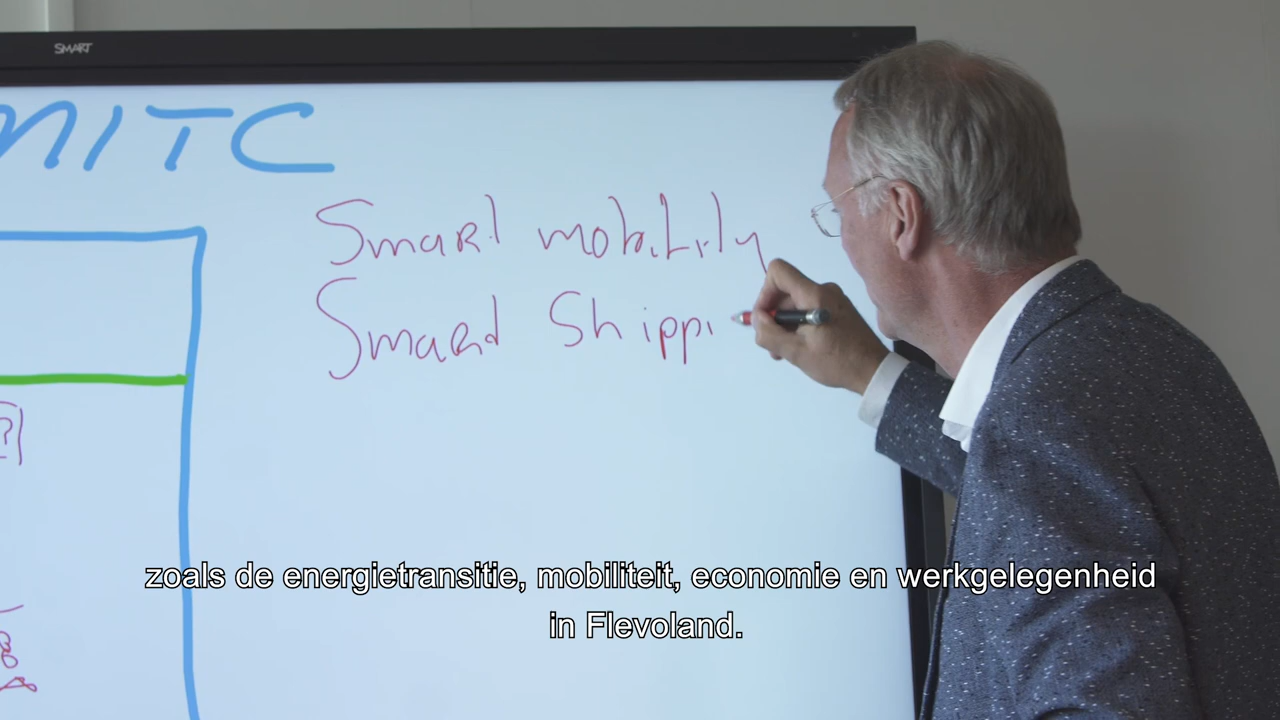 SMART
MITC
Smart mobility
Smart Shippi
?
zoals de energietransitie, mobiliteit, economie en werkgelegenheid
in Flevoland.